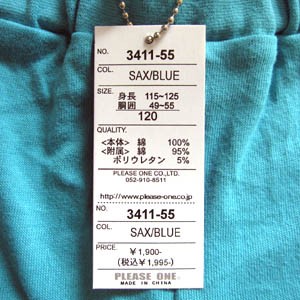 NO. 3411-55
COL. SAX/BLUE
SIZE. 身長 115~125
胴囲 49~55
120
QUALITY.
<本体> 綿 100%
<附属> 綿 95%
ポリウレタン 5%
PLEASE ONE CO.,LTD.
052-910-8511
http://www.please-one.co.jp
NO. 3411-55
COL. SAX/BLUE
PRICE. ¥1,900-
(税込¥1,995-)
PLEASE ONE.
MADE IN CHINA